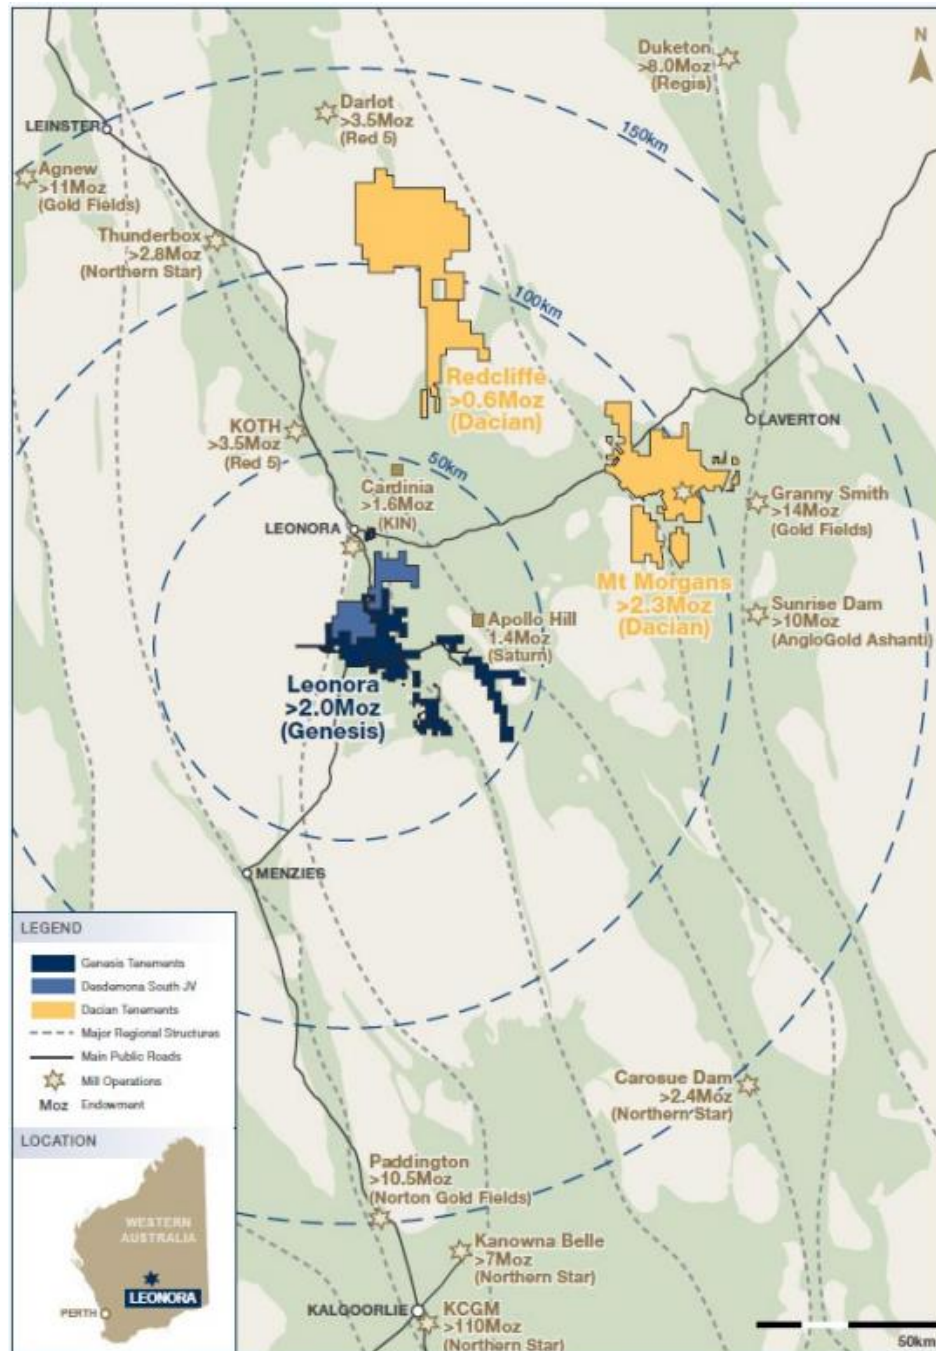 N
Duketon
>8.0Moz
(Regis)
150km
Darlot
>3.5Moz
(Red 5)
LEINSTER
Agnew
>11Moz
(Gold Fields)
Thunderbox
>2.8Moz
(Northern Star)
100km
Redcliffe
>0.6Moz
(Dacian)
LAVERTON
KOTH
>3.5Moz
(Red 5)
50km
Cardinia
>1.6Moz
(KIN)
Granny Smith
>14Moz
(Gold Fields)
LEONORA
Mt Morgans
>2.3Moz
(Dacian)
Sunrise Dam
>10Moz
(AngloGold Ashanti)
Apollo Hill
1.4Moz
(Saturn)
Leonora
>2.0Moz
(Genesis)
MENZIES
LEGEND
Genesis Tenements
Desdemona South JV
Dacian Tenements
Major Regional Structures
Main Public Roads
Mill Operations
Moz Endowment
LOCATION
WESTERN
AUSTRALIA
LEONORA
PERTH
Carosue Dam
>2.4Moz
(Northern Star)
Paddington
>10.5Moz
(Norton Gold Fields)
Kanowna Belle
>7Moz
(Northern Star)
KALGOORLIE
KCGM
>110Moz
(Northern Star)
50km